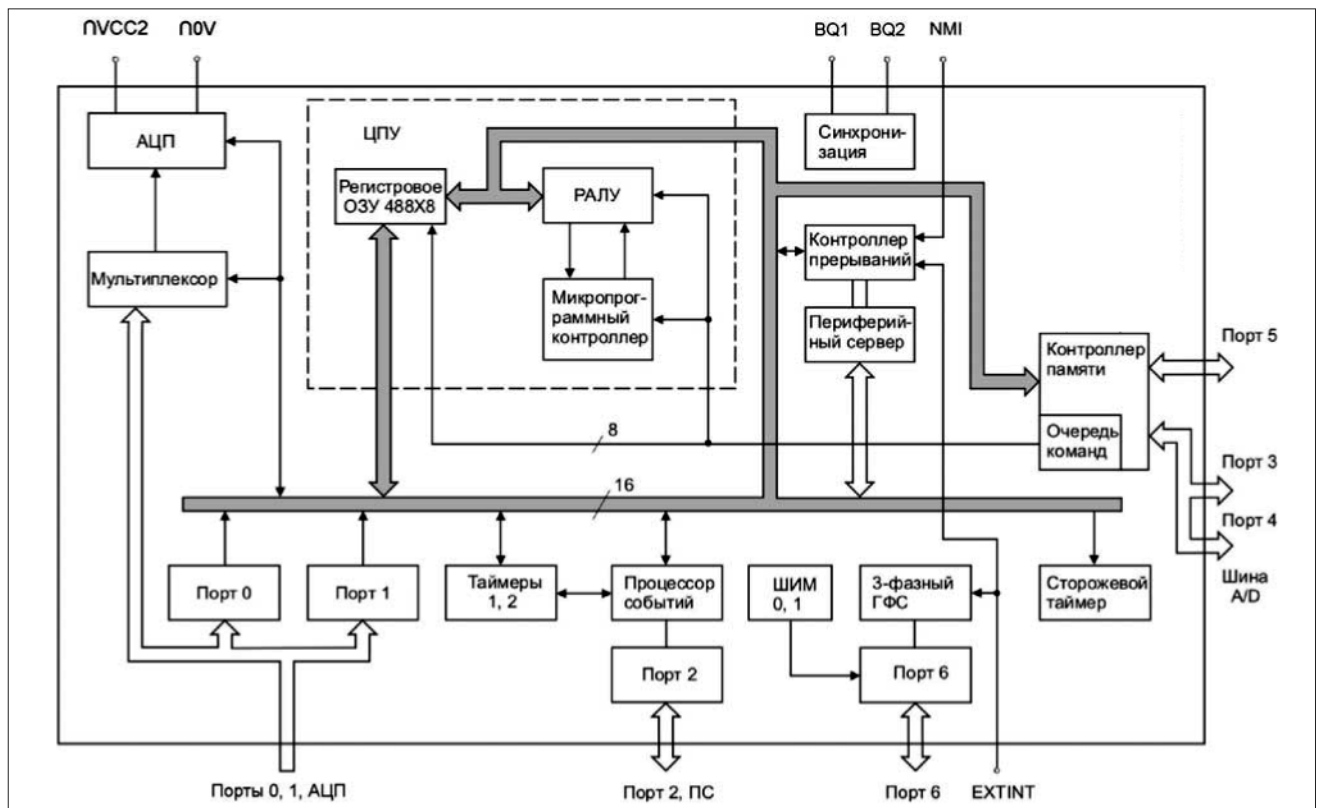 ՈVCC2
Ո0V
BQ1
BQ2
NMI
АЦП
ЦПУ
Синхрони-
зация
Регистровое
ОЗУ 488Х8
РАЛУ
Контроллер
прерываний
Мультиплексор
Микропрог-
раммный
контроллер
Периферий-
ный сервер
Контроллер
памяти
Порт 5
8
Очередь
команд
Порт 3
16
Порт 4
Порт 0
Порт 1
Таймеры
1, 2
Процессор
событий
ШИМ
0, 1
3-фазный
ГФС
Сторожевой
таймер
Шина
A/D
Порт 2
Порт 6
Порты 0, 1, АЦП
Порт 2, ПС
Порт 6
EXTINT